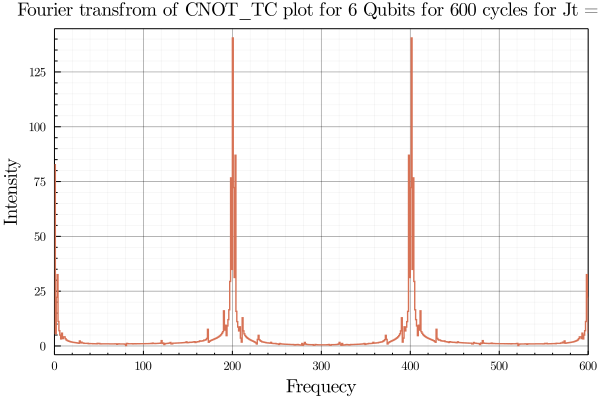 Fourier transfrom of CNOT_TC plot for 6 Qubits for 600 cycles for Jt =
Intensity
125
100
75
50
25
0
0 100 200 300 400 500 600
Frequecy